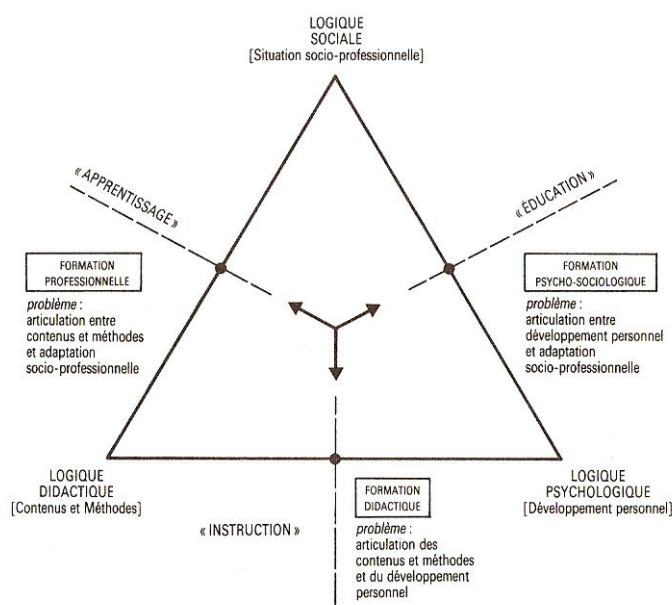 LOGIQUE
SOCIALE
[Situation socio-professionnelle]
« APPRENTISSAGE »
« ÉDUCATION »
FORMATION
PROFESSIONNELLE
problème :
articulation entre
contenus et méthodes
et adaptation
socio-professionnelle
FORMATION
PSYCHO-SOCIOLOGIQUE
problème :
articulation entre
développement personnel
et adaptation
socio-professionnelle
LOGIQUE
DIDACTIQUE
[Contenus et Méthodes]
LOGIQUE
PSYCHOLOGIQUE
[Développement personnel]
« INSTRUCTION »
FORMATION
DIDACTIQUE
problème :
articulation des
contenus et méthodes
et du développement
personnel